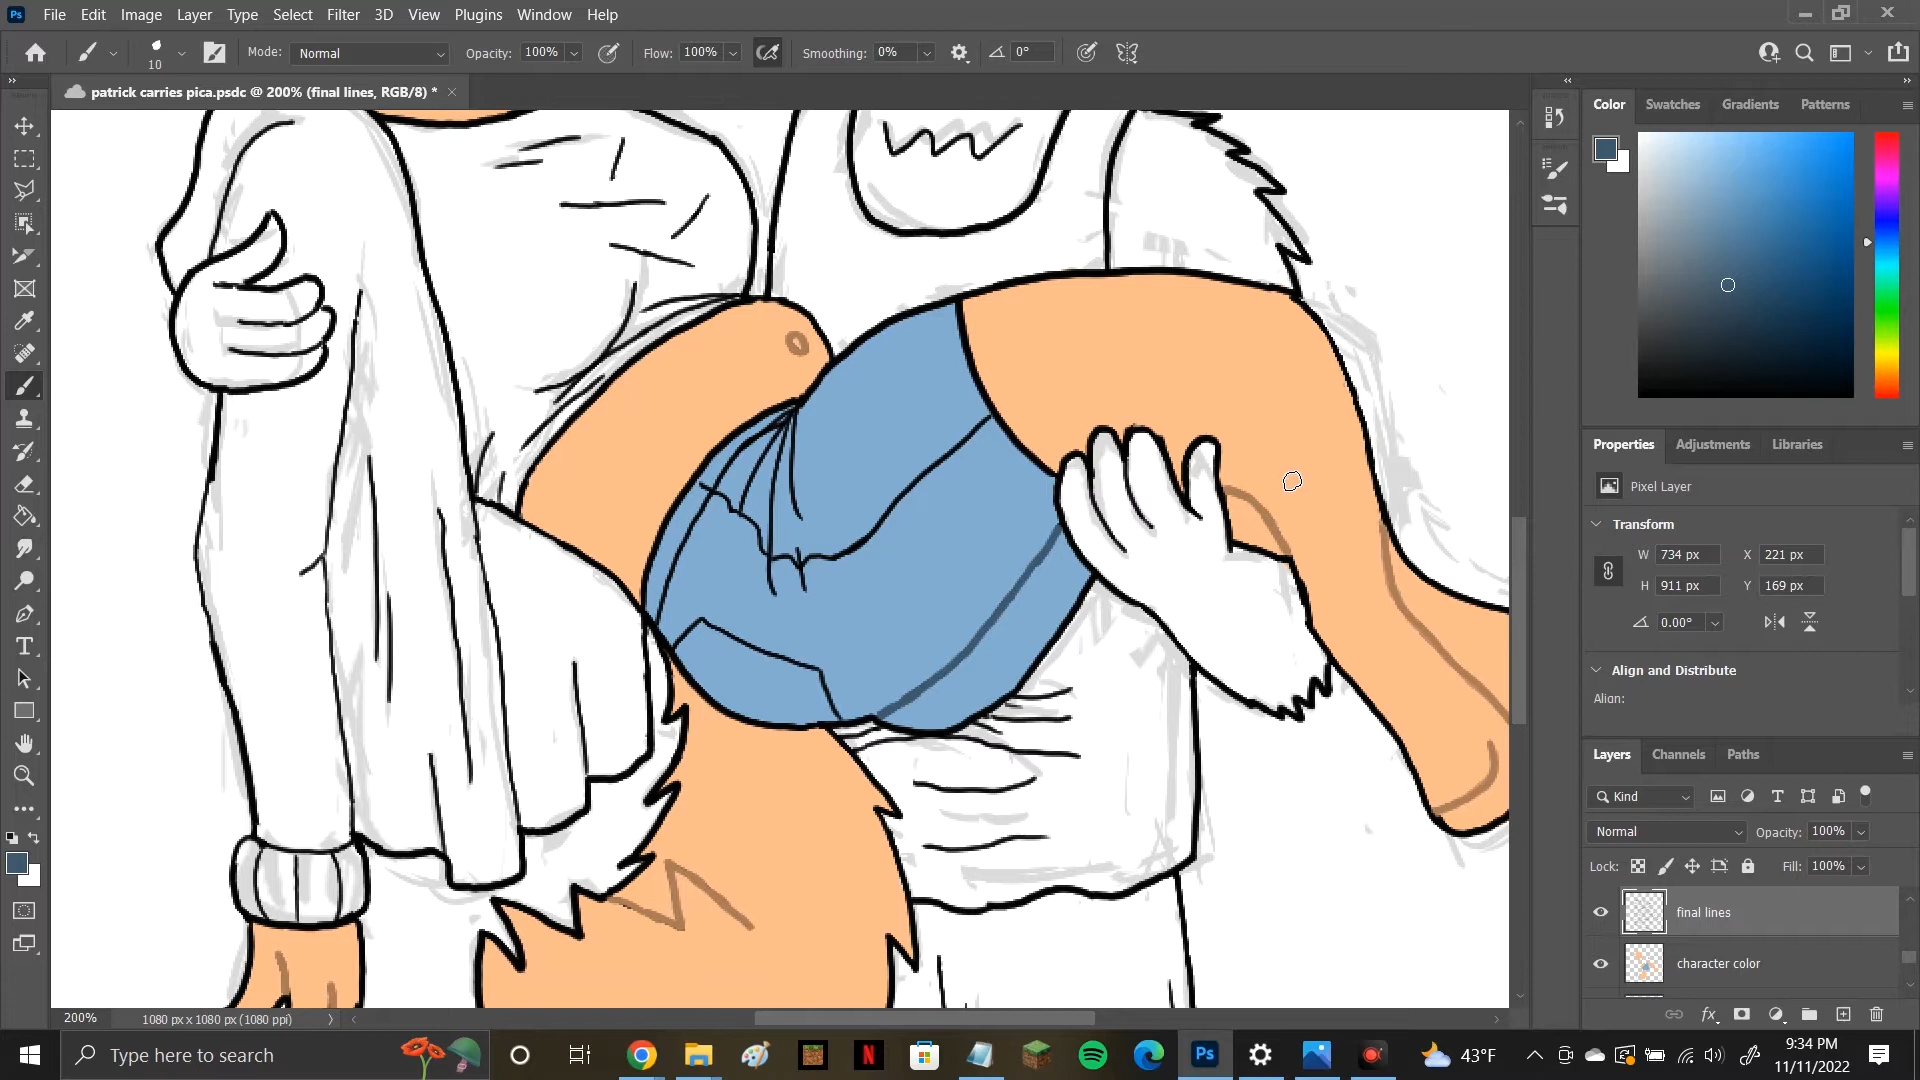 Ps File Edit Image Layer Type Select Filter 3D View Plugins Window Help
10 Mode: Normal Opacity: 100% Flow: 100% Smoothing: 0% 0°
patrick carries pica.psdc @ 200% (final lines, RGB/8) * ×
Color Swatches Gradients Patterns
Properties Adjustments Libraries
Pixel Layer
Transform
W 734 px X 221 px
H 911 px Y 169 px
0.00°
Align and Distribute
Align:
Layers Channels Paths
Kind
Normal Opacity: 100%
Lock: Fill: 100%
final lines
character color
200% 1080 px x 1080 px (1080 ppi)
Type here to search
Ps
43°F
9:34 PM
11/11/2022